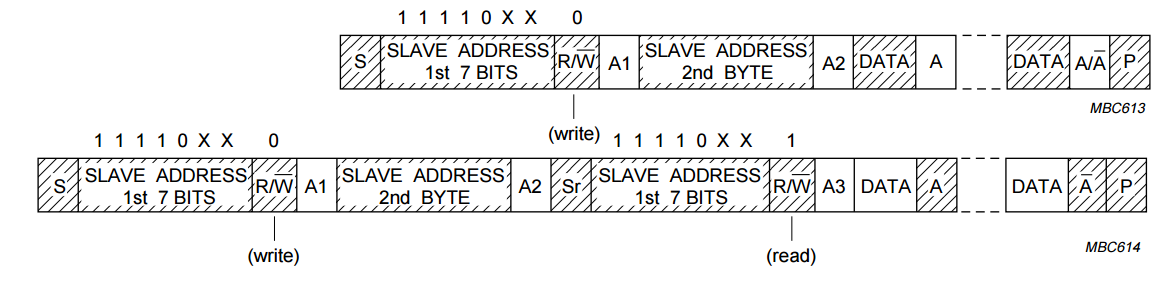 1 1 1 1 0 X X 0
S SLAVE ADDRESS 1st 7 BITS R/W̅ A1 SLAVE ADDRESS 2nd BYTE A2 DATA A DATA A/A̅ P
MBC613
(write)
1 1 1 1 0 X X 0 1 1 1 1 0 X X 1
S SLAVE ADDRESS 1st 7 BITS R/W̅ A1 SLAVE ADDRESS 2nd BYTE A2 Sr SLAVE ADDRESS 1st 7 BITS R/W̅ A3 DATA A DATA A̅ P
MBC614
(write) (read)